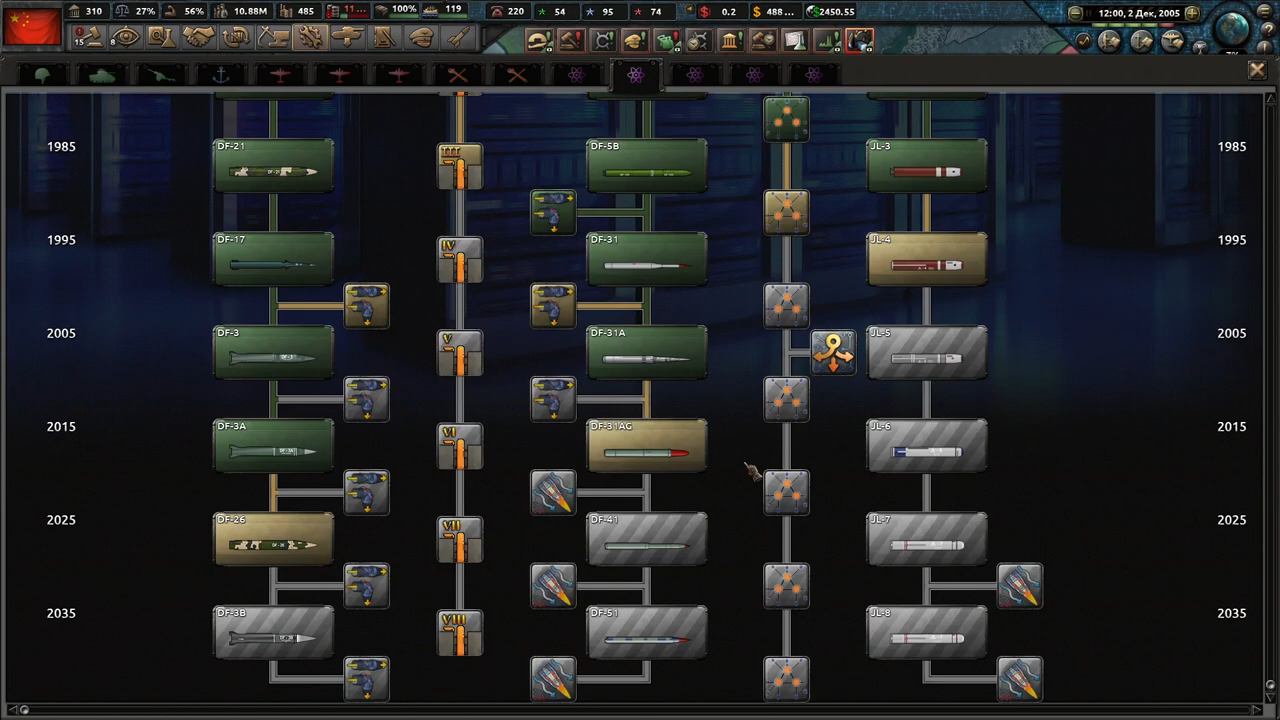 310 27% 56% 10.88M 485 11... 100% 119 220 54 95 74 0.2 488... 2450.55 12:00, 2 Дек, 2005
15 8
1985 DF-21 III DF-5B JL-3 1985
1995 DF-17 IV DF-31 JL-4 1995
2005 DF-3 V DF-31A JL-5 2005
2015 DF-3A VI DF-31AG JL-6 2015
2025 DF-26 VII DF-41 JL-7 2025
2035 DF-3B VIII DF-51 JL-8 2035